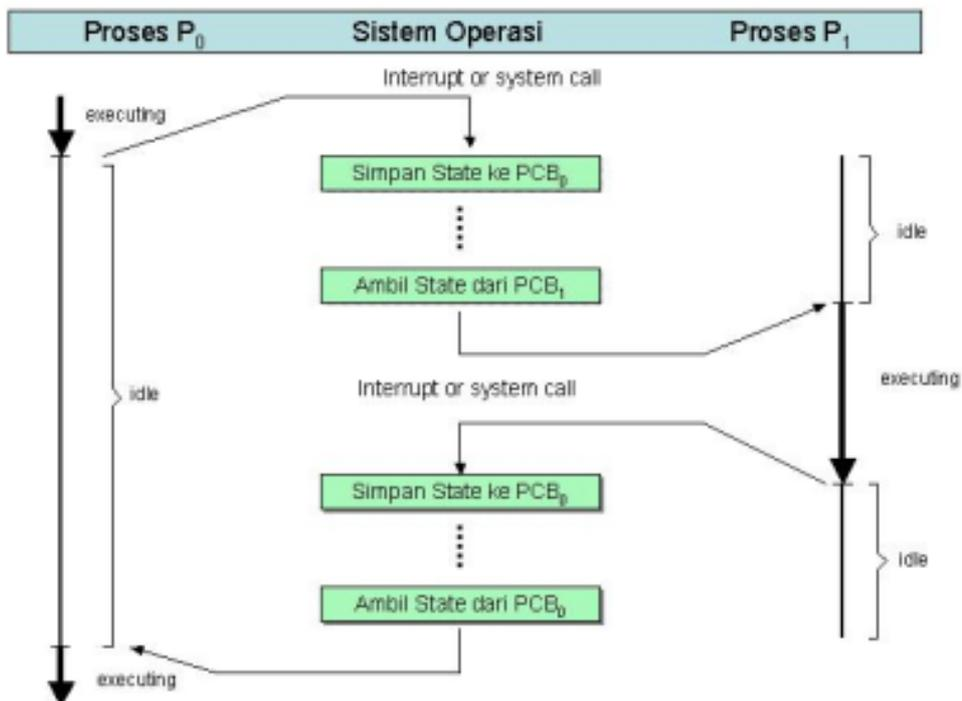 Proses P₀ Sistem Operasi Proses P₁
Interrupt or system call
executing
Simpan State ke PCB₀
idle
Ambil State dari PCB₁
executing
Interrupt or system call
idle
Simpan State ke PCB₀
idle
Ambil State dari PCB₀
executing